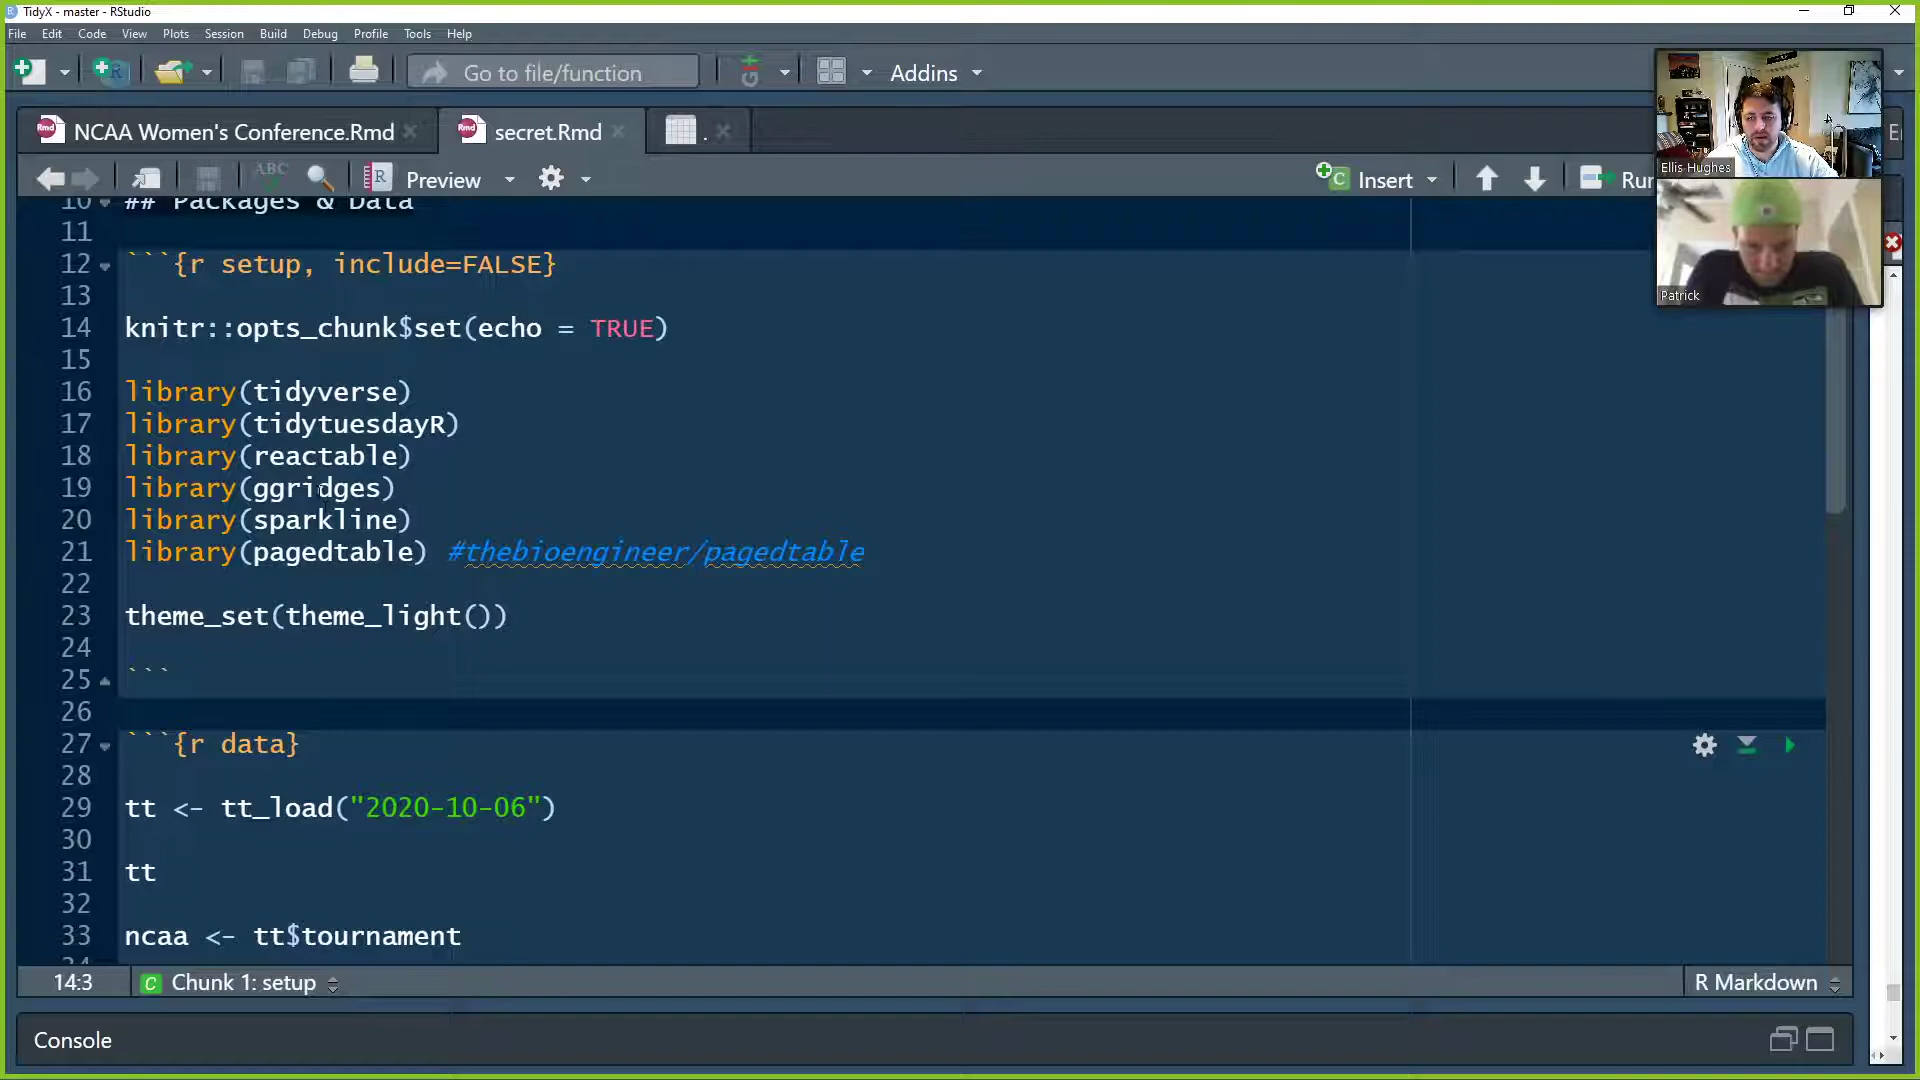 TidyX - master - RStudio
File Edit Code View Plots Session Build Debug Profile Tools Help
Go to file/function
Addins
NCAA Women's Conference.Rmd
secret.Rmd
.
ABC
Preview
Insert
Run
Ellis Hughes
Patrick
10 ## Packages & Data
11
12 ```{r setup, include=FALSE}
13
14 knitr::opts_chunk$set(echo = TRUE)
15
16 library(tidyverse)
17 library(tidytuesdayR)
18 library(reactable)
19 library(ggridges)
20 library(sparkline)
21 library(pagedtable) #thebioengineer/pagedtable
22
23 theme_set(theme_light())
24
25 ```
26
27 ```{r data}
28
29 tt <- tt_load("2020-10-06")
30
31 tt
32
33 ncaa <- tt$tournament
14:3
Chunk 1: setup
R Markdown
Console